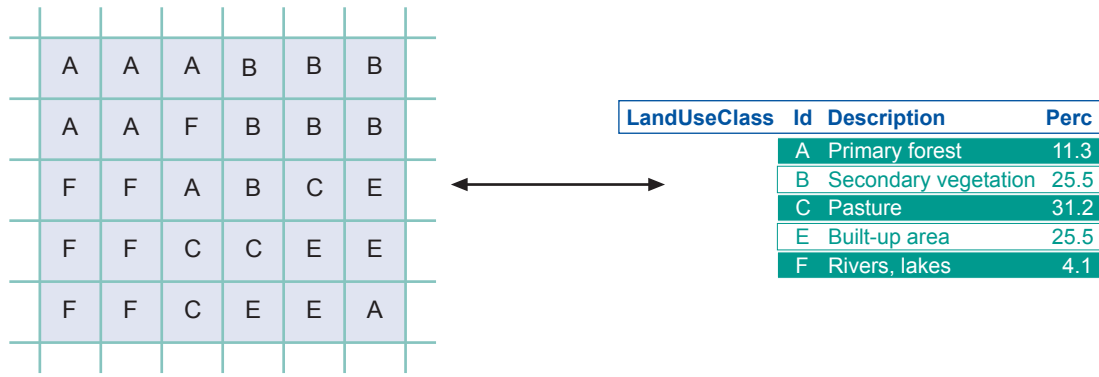 A A A B B B
A A F B B B
F F A B C E
F F C C E E
F F C E E A
LandUseClass Id Description Perc
A Primary forest 11.3
B Secondary vegetation 25.5
C Pasture 31.2
E Built-up area 25.5
F Rivers, lakes 4.1